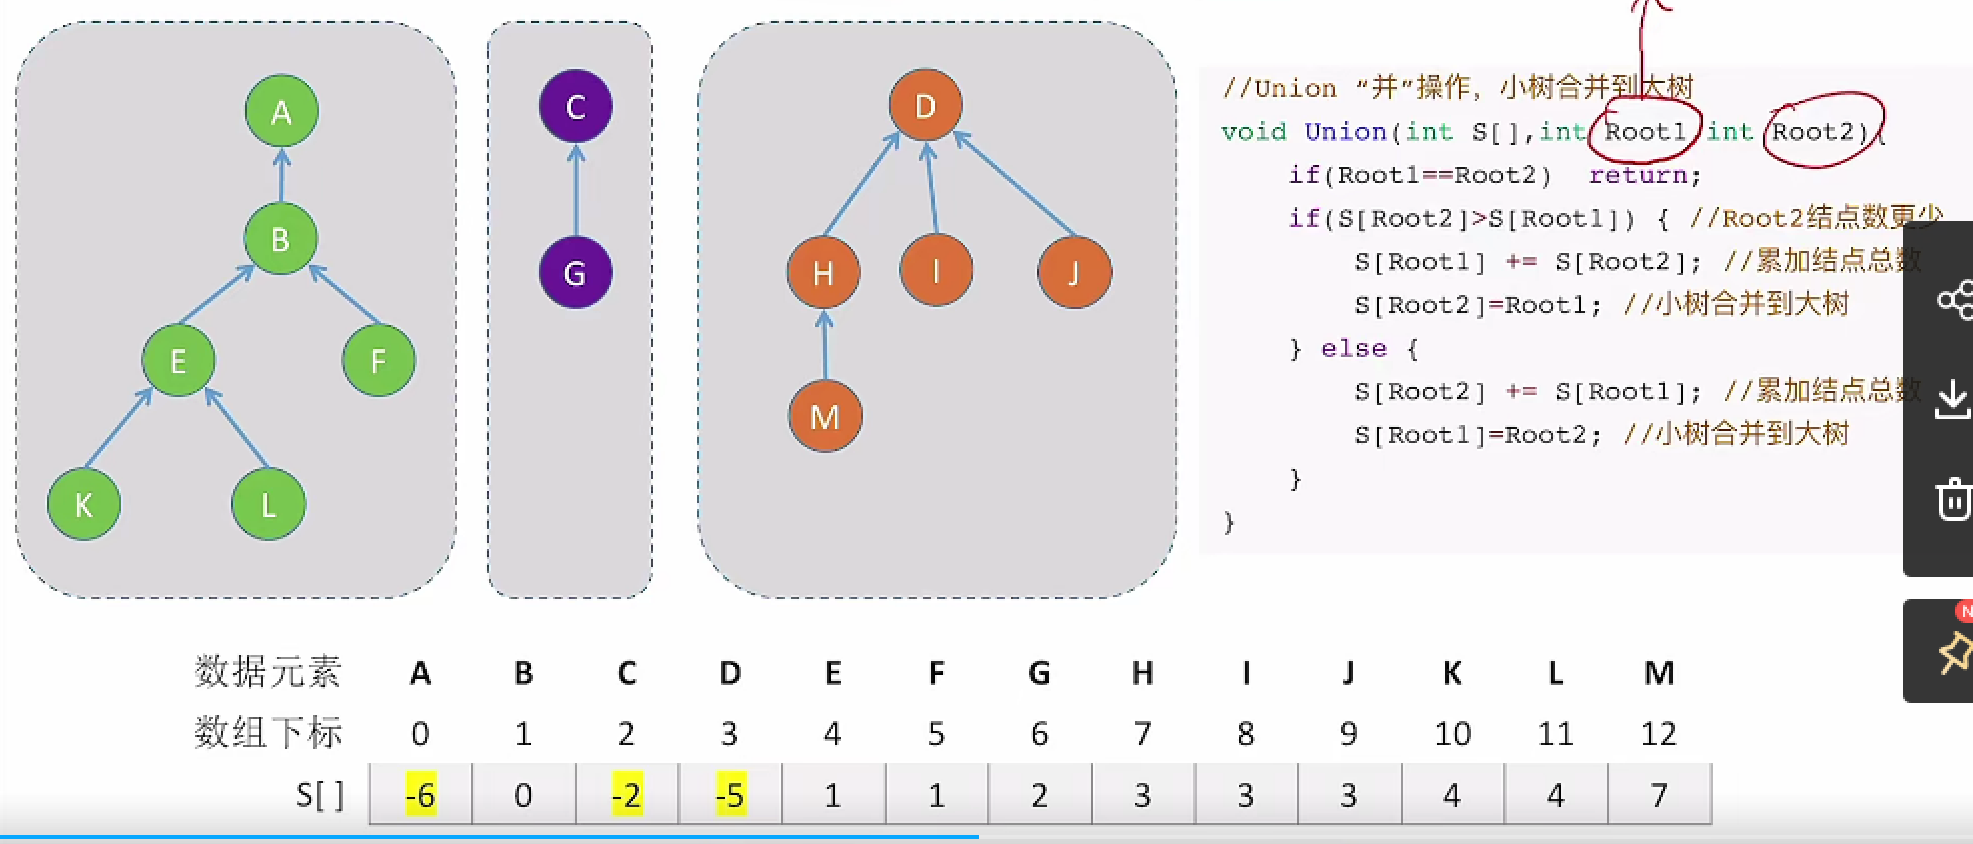 A
B
E
F
K
L
C
G
D
H
I
J
M
//Union “并”操作，小树合并到大树
void Union(int S[],int Root1 int Root2){
if(Root1==Root2)  return;
if(S[Root2]>S[Root1]) { //Root2结点数更少
S[Root1] += S[Root2]; //累加结点总数
S[Root2]=Root1; //小树合并到大树
} else {
S[Root2] += S[Root1]; //累加结点总数
S[Root1]=Root2; //小树合并到大树
}
}
数据元素 A B C D E F G H I J K L M
数组下标 0 1 2 3 4 5 6 7 8 9 10 11 12
S[] -6 0 -2 -5 1 1 2 3 3 3 4 4 7